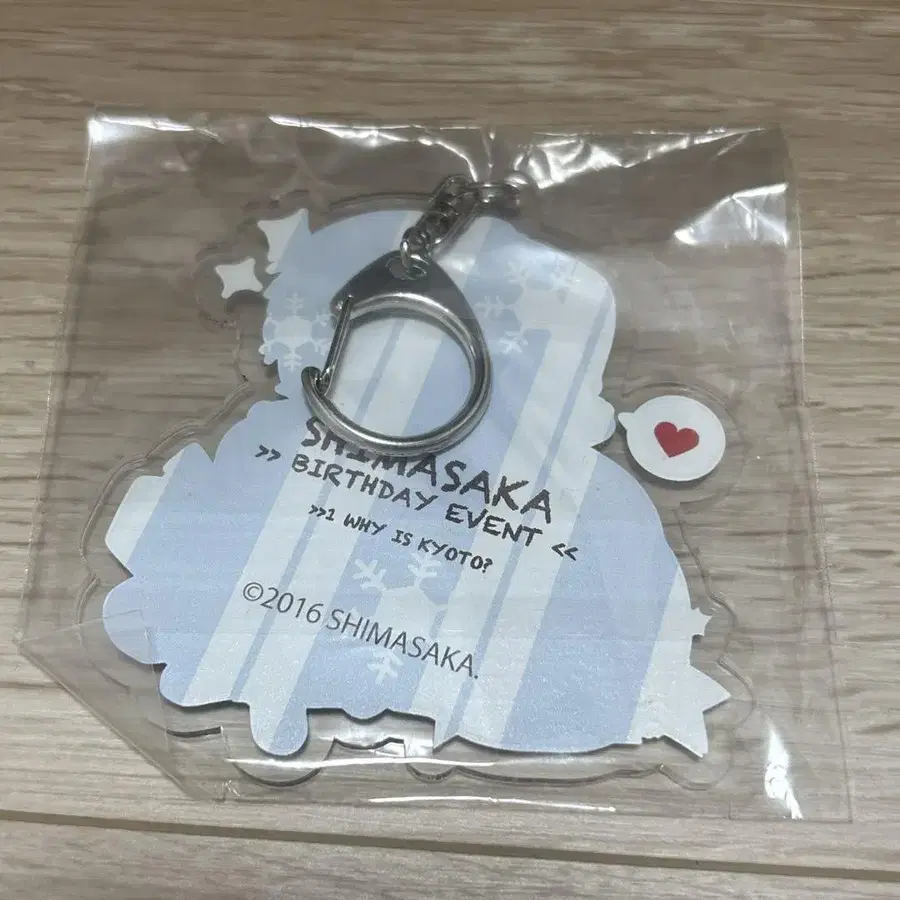 SHIMASAKA
>> BIRTHDAY EVENT <<
>>1 WHY IS KYOTO?
©2016 SHIMASAKA.